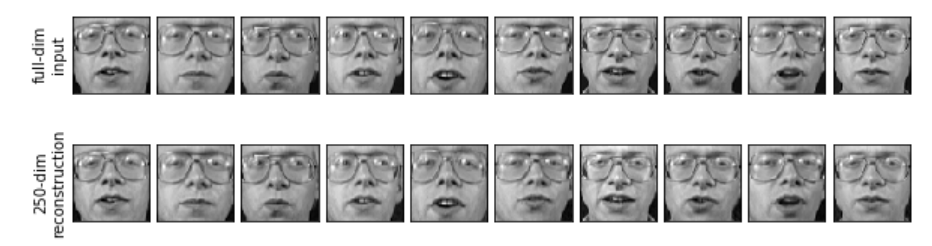 full-dim
input
250-dim
reconstruction